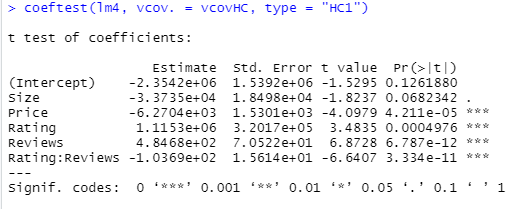 > coeftest(lm4, vcov. = vcovHC, type = "HC1")
t test of coefficients:
Estimate Std. Error t value Pr(>|t|)
(Intercept) -2.3542e+06 1.5392e+06 -1.5295 0.1261880
Size -3.3735e+04 1.8498e+04 -1.8237 0.0682342 .
Price -6.2704e+03 1.5301e+03 -4.0979 4.211e-05 ***
Rating 1.1153e+06 3.2017e+05 3.4835 0.0004976 ***
Reviews 4.8468e+02 7.0522e+01 6.8728 6.787e-12 ***
Rating:Reviews -1.0369e+02 1.5614e+01 -6.6407 3.334e-11 ***
---
Signif. codes: 0 ‘***’ 0.001 ‘**’ 0.01 ‘*’ 0.05 ‘.’ 0.1 ‘ ’ 1